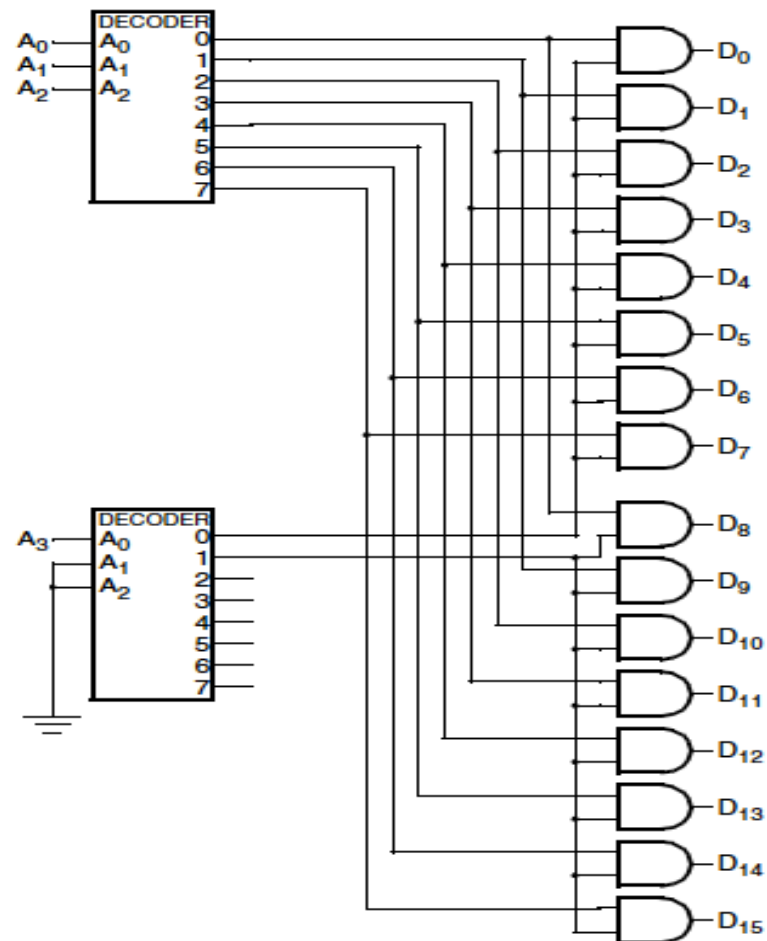 DECODER
A₀ A₀ 0 D₀
A₁ A₁ 1
A₂ A₂ 2
3
4
5
6
7
D₁
D₂
D₃
D₄
D₅
D₆
D₇
DECODER
A₃ A₀ 0 D₈
A₁ 1
A₂ 2
3
4
5
6
7
D₉
D₁₀
D₁₁
D₁₂
D₁₃
D₁₄
D₁₅